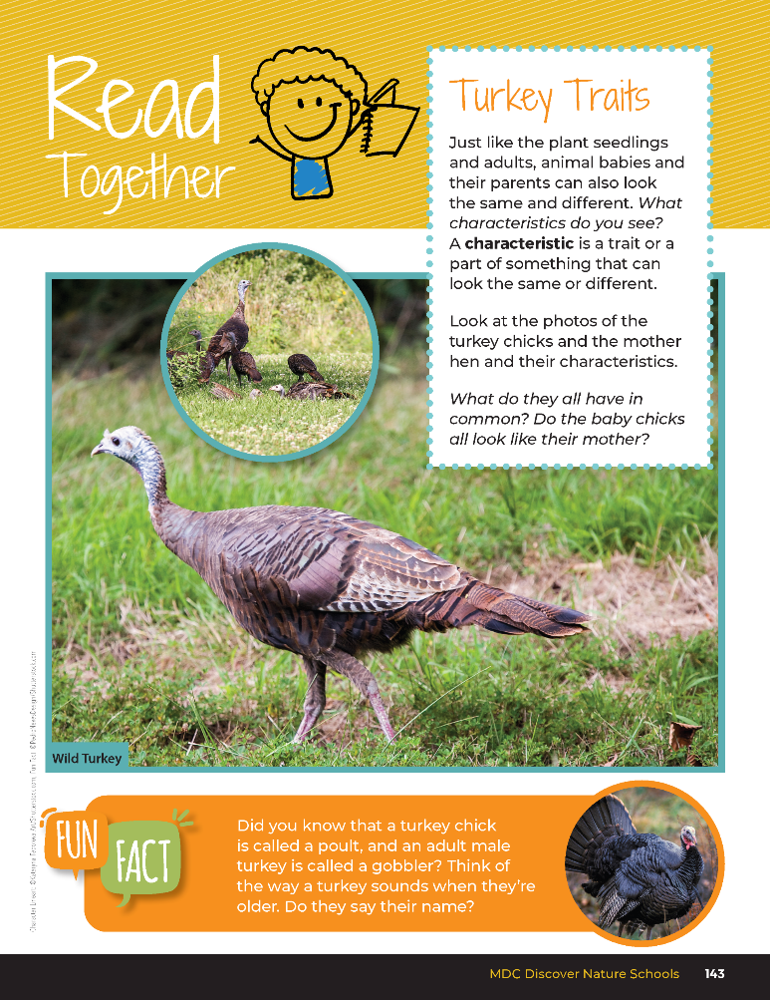 Read
Together
Turkey Traits
Just like the plant seedlings
and adults, animal babies and
their parents can also look
the same and different. What
characteristics do you see?
A characteristic is a trait or a
part of something that can
look the same or different.
Look at the photos of the
turkey chicks and the mother
hen and their characteristics.
What do they all have in
common? Do the baby chicks
all look like their mother?
Wild Turkey
FUN
FACT
Did you know that a turkey chick
is called a poult, and an adult male
turkey is called a gobbler? Think of
the way a turkey sounds when they're
older. Do they say their name?
MDC Discover Nature Schools 143